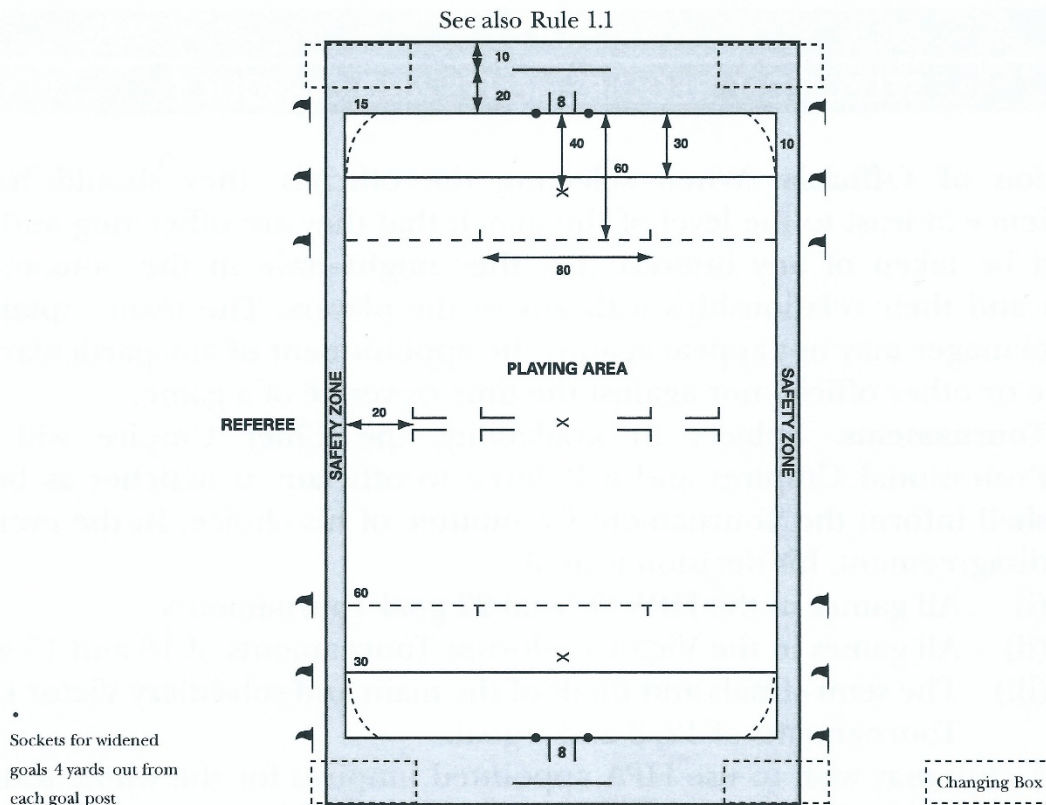 See also Rule 1.1
10
20
8
15
40
30
10
60
80
PLAYING AREA
SAFETY ZONE
SAFETY ZONE
20
REFEREE
60
T T
30
8
Sockets for widened
goals 4 yards out from
each goal post
Changing Box